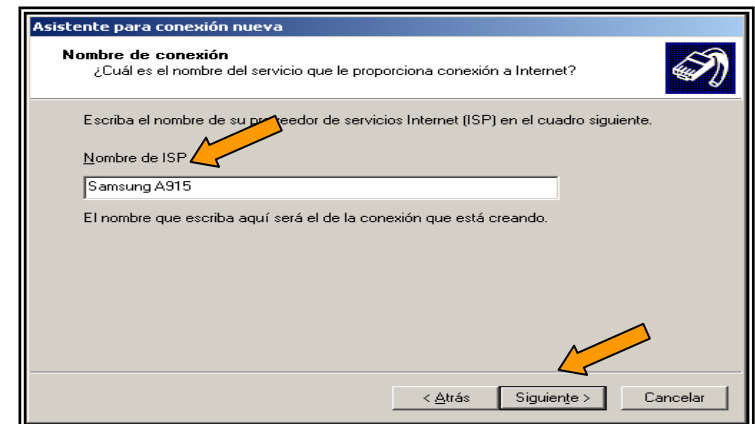 Asistente para conexión nueva
Nombre de conexión
¿Cuál es el nombre del servicio que le proporciona conexión a Internet?
Escriba el nombre de su proveedor de servicios Internet (ISP) en el cuadro siguiente.
Nombre de ISP
Samsung A915
El nombre que escriba aquí será el de la conexión que está creando.
< Atrás Siguiente > Cancelar